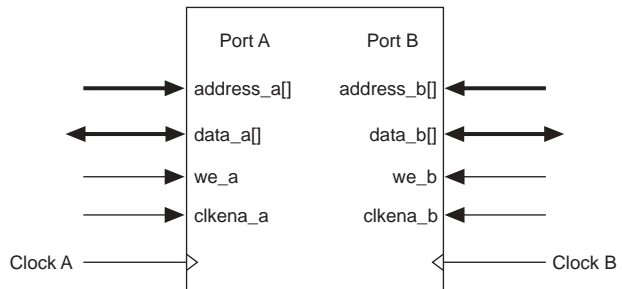 Port A Port B
address_a[] address_b[]
data_a[] data_b[]
we_a we_b
clkena_a clkena_b
Clock A Clock B